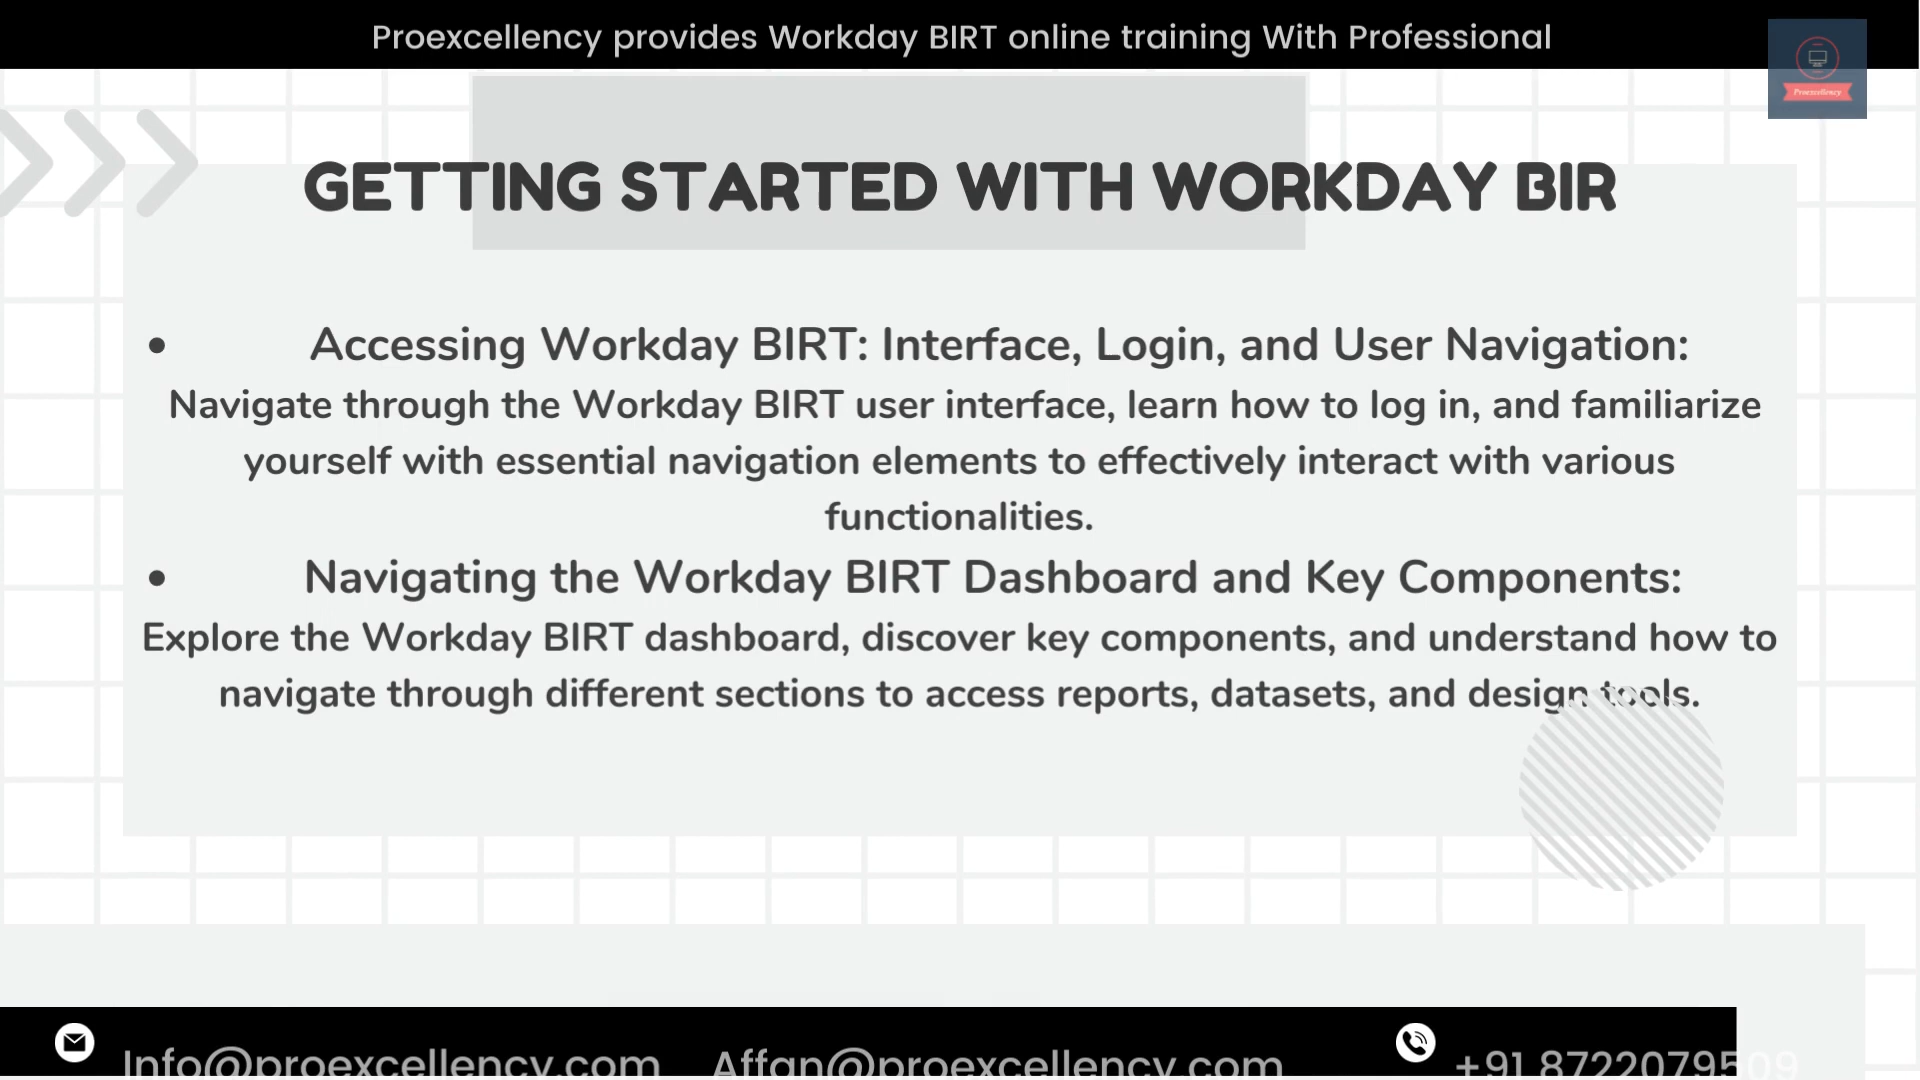 Proexcellency provides Workday BIRT online training With Professional
Proexcellency
GETTING STARTED WITH WORKDAY BIR
• Accessing Workday BIRT: Interface, Login, and User Navigation:
Navigate through the Workday BIRT user interface, learn how to log in, and familiarize
yourself with essential navigation elements to effectively interact with various
functionalities.
• Navigating the Workday BIRT Dashboard and Key Components:
Explore the Workday BIRT dashboard, discover key components, and understand how to
navigate through different sections to access reports, datasets, and design tools.
Info@proexcellency.com Affan@proexcellency.com +91 8722079509